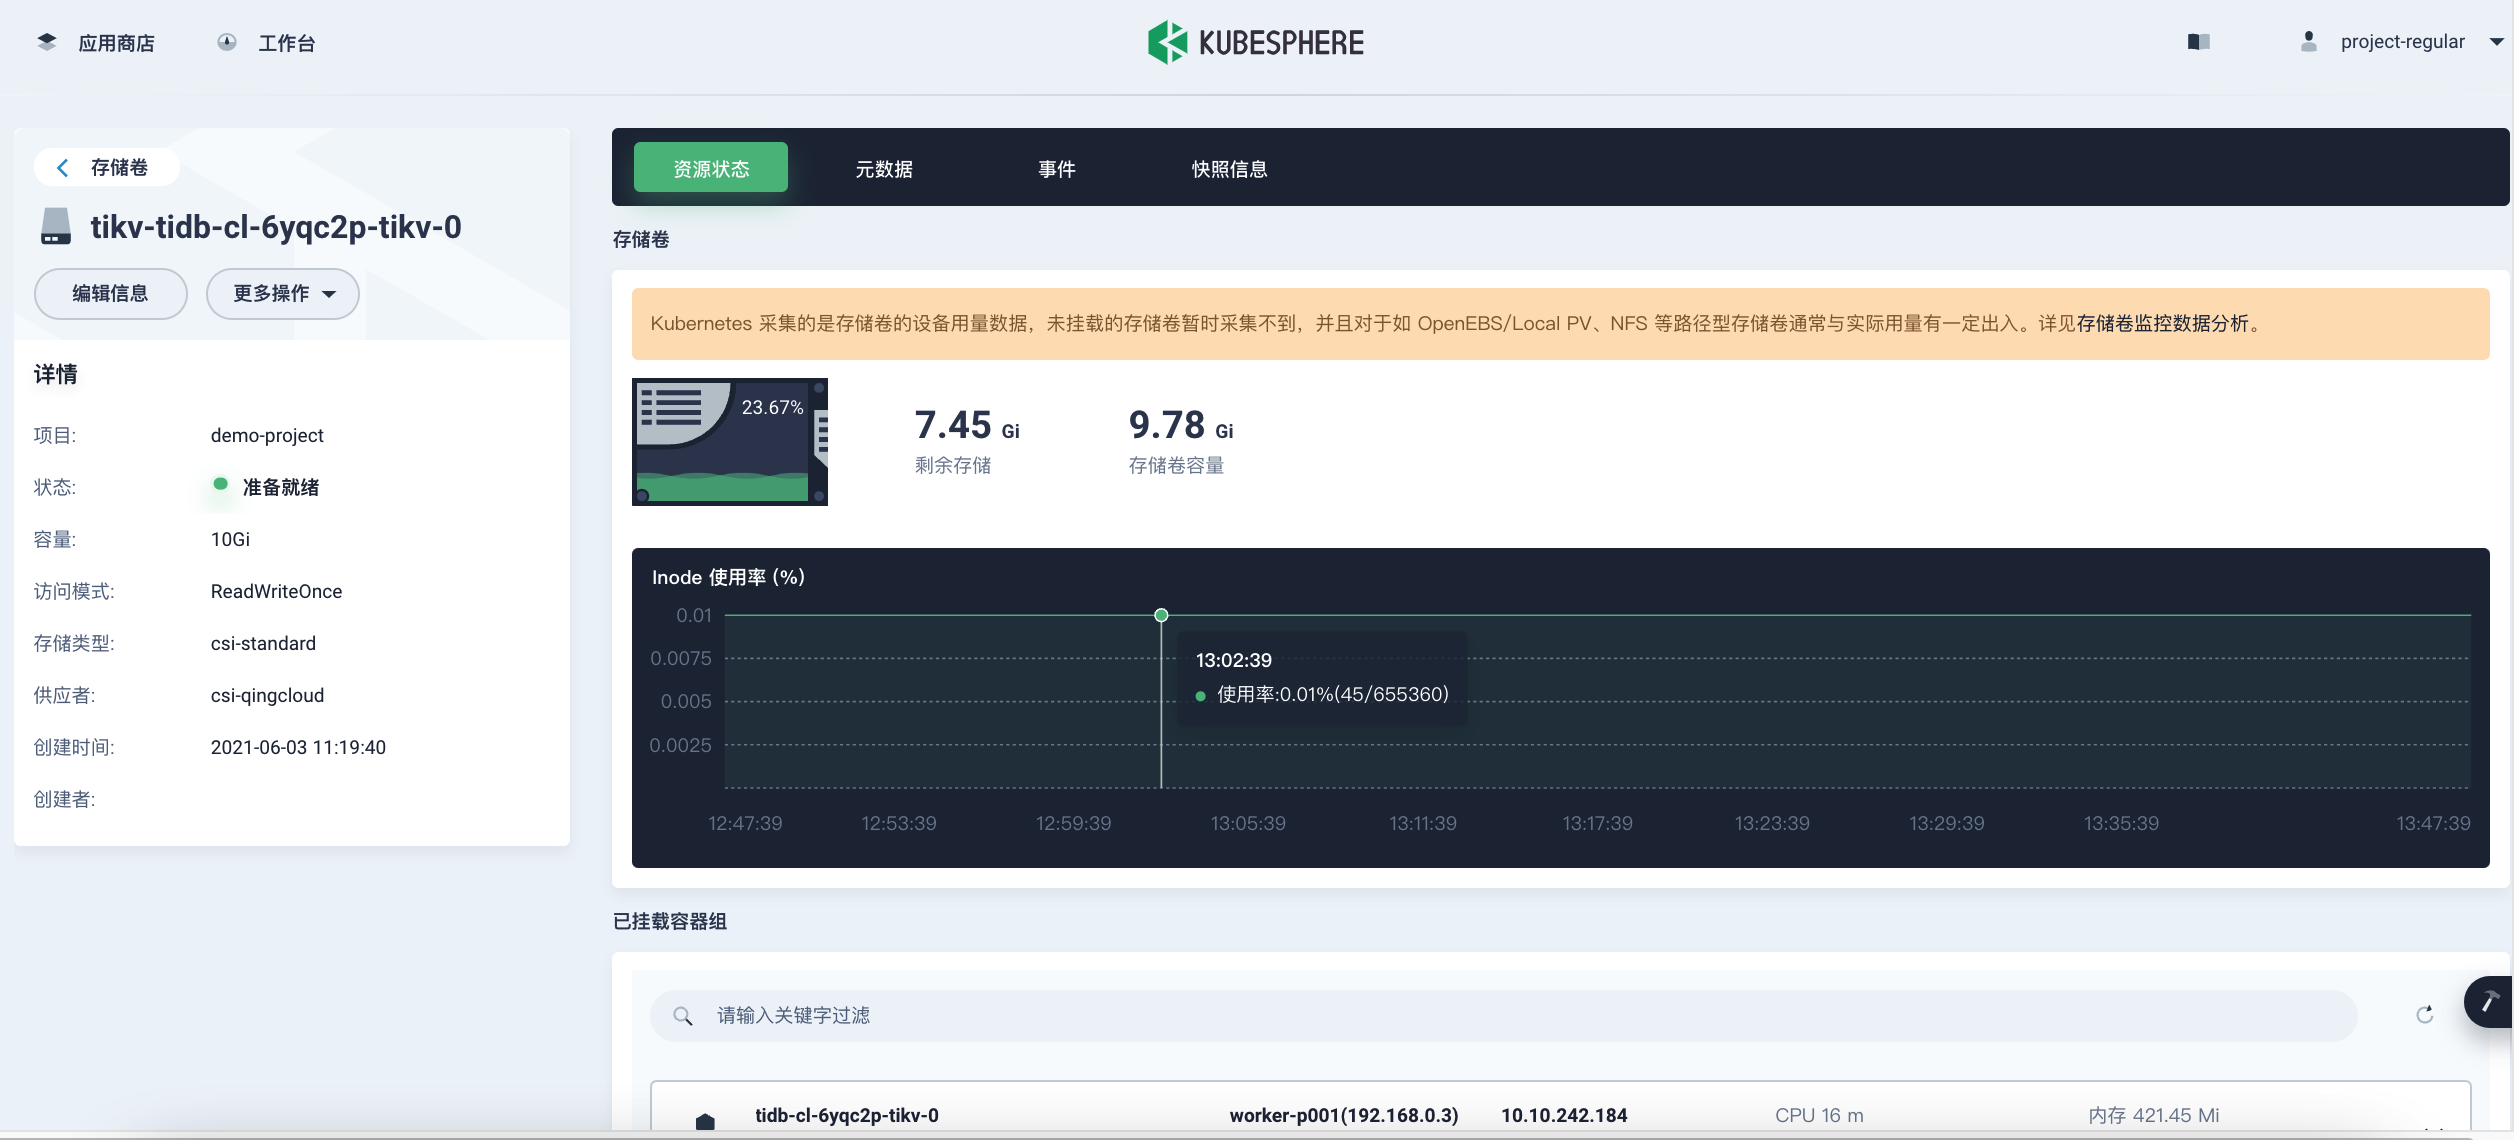 应用商店
工作台
KUBESPHERE
project-regular
存储卷
tikv-tidb-cl-6yqc2p-tikv-0
编辑信息
更多操作
详情
项目: demo-project
状态: 准备就绪
容量: 10Gi
访问模式: ReadWriteOnce
存储类型: csi-standard
供应者: csi-qingcloud
创建时间: 2021-06-03 11:19:40
创建者:
资源状态 元数据 事件 快照信息
存储卷
Kubernetes 采集的是存储卷的设备用量数据，未挂载的存储卷暂时采集不到，并且对于如 OpenEBS/Local PV、NFS 等路径型存储卷通常与实际用量有一定出入。详见存储卷监控数据分析。
23.67%
7.45 Gi
剩余存储
9.78 Gi
存储卷容量
Inode 使用率 (%)
0.01
0.0075
0.005
0.0025
13:02:39
使用率:0.01%(45/655360)
12:47:39 12:53:39 12:59:39 13:05:39 13:11:39 13:17:39 13:23:39 13:29:39 13:35:39 13:47:39
已挂载容器组
请输入关键字过滤
tidb-cl-6yqc2p-tikv-0 worker-p001(192.168.0.3) 10.10.242.184 CPU 16 m 内存 421.45 Mi